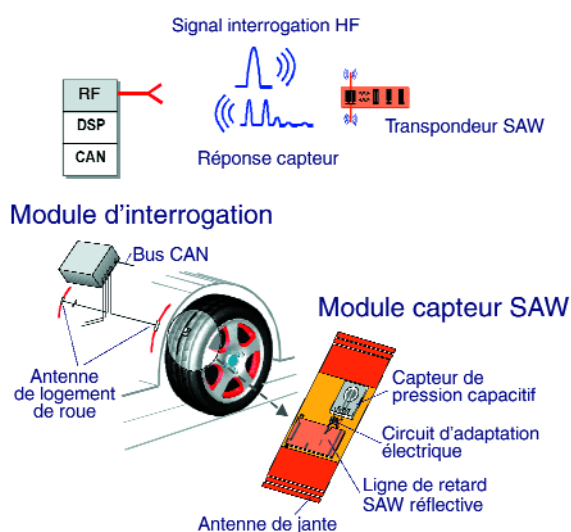 Signal interrogation HF
RF
DSP
CAN
Transpondeur SAW
Réponse capteur
Module d'interrogation
Bus CAN
Module capteur SAW
Antenne
de logement
de roue
Capteur de
pression capacitif
Circuit d'adaptation
électrique
Ligne de retard
SAW réflective
Antenne de jante